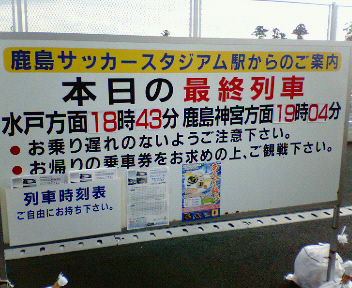 鹿島サッカースタジアム駅からのご案内
本日の最終列車
水戸方面18時43分 鹿島神宮方面19時04分
● お乗り遅れのないようご注意下さい。
● お帰りの乗車券をお求めの上、ご観戦下さい。
列車時刻表
ご自由にお持ち下さい。